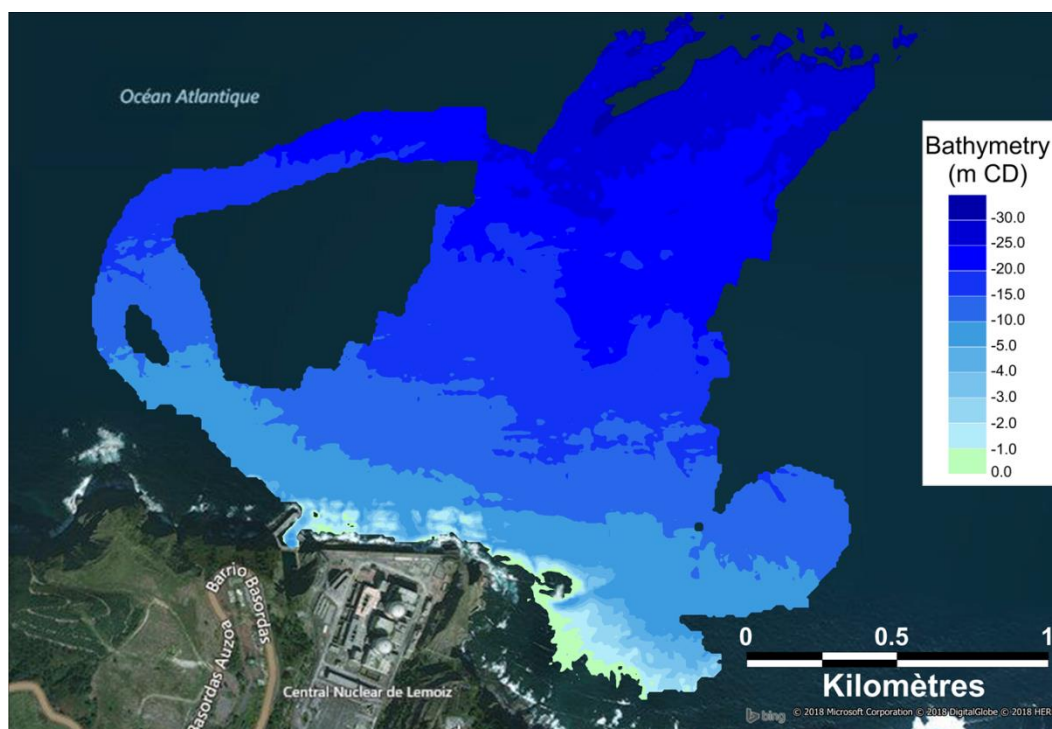 Océan Atlantique
Bathymetry
(m CD)
-30.0
-25.0
-20.0
-15.0
-10.0
-5.0
-4.0
-3.0
-2.0
-1.0
0.0
Barrio Basordas
Basordas Auzoa
Central Nuclear de Lemoiz
0 0.5 1
Kilomètres
bing © 2018 Microsoft Corporation © 2018 DigitalGlobe © 2018 HER